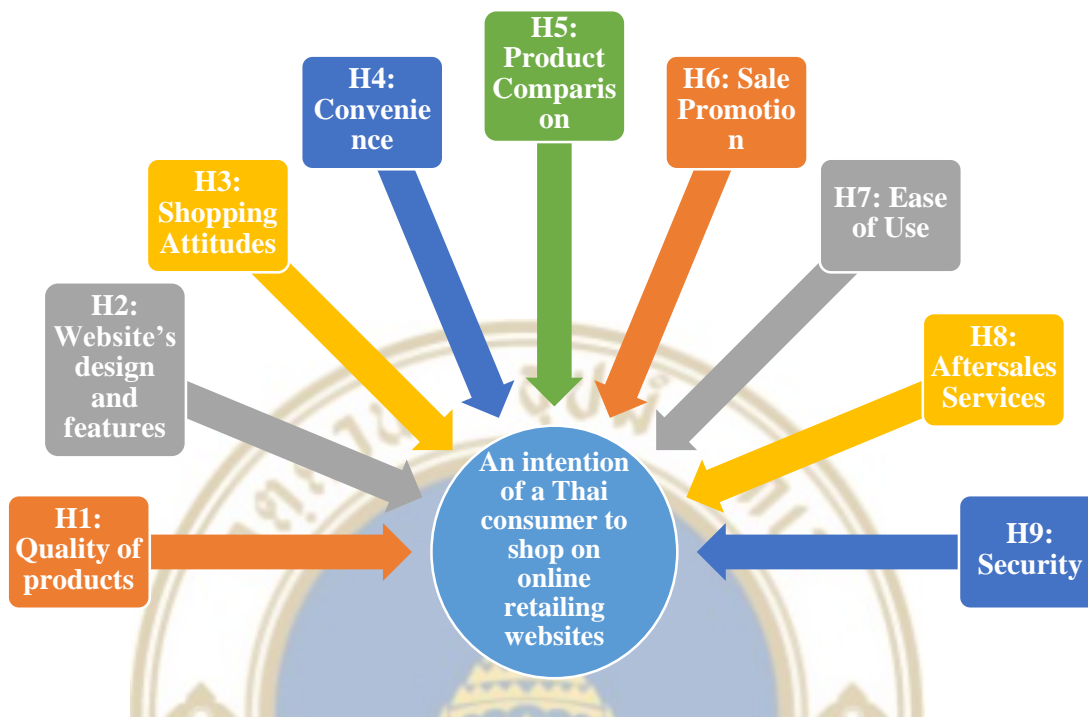 H1:
Quality of
products
H2:
Website’s
design
and
features
H3:
Shopping
Attitudes
H4:
Convenie
nce
H5:
Product
Comparis
on
H6: Sale
Promotio
n
H7: Ease
of Use
H8:
Aftersales
Services
H9:
Security
An intention
of a Thai
consumer to
shop on
online
retailing
websites